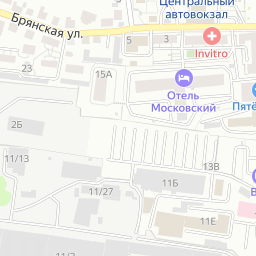 Центральный
автовокзал
Брянская ул.
5
3
Invitro
23
15А
Отель
Московский
Пятё
2Б
11/13
13В
11Б
11/27
В
11Е